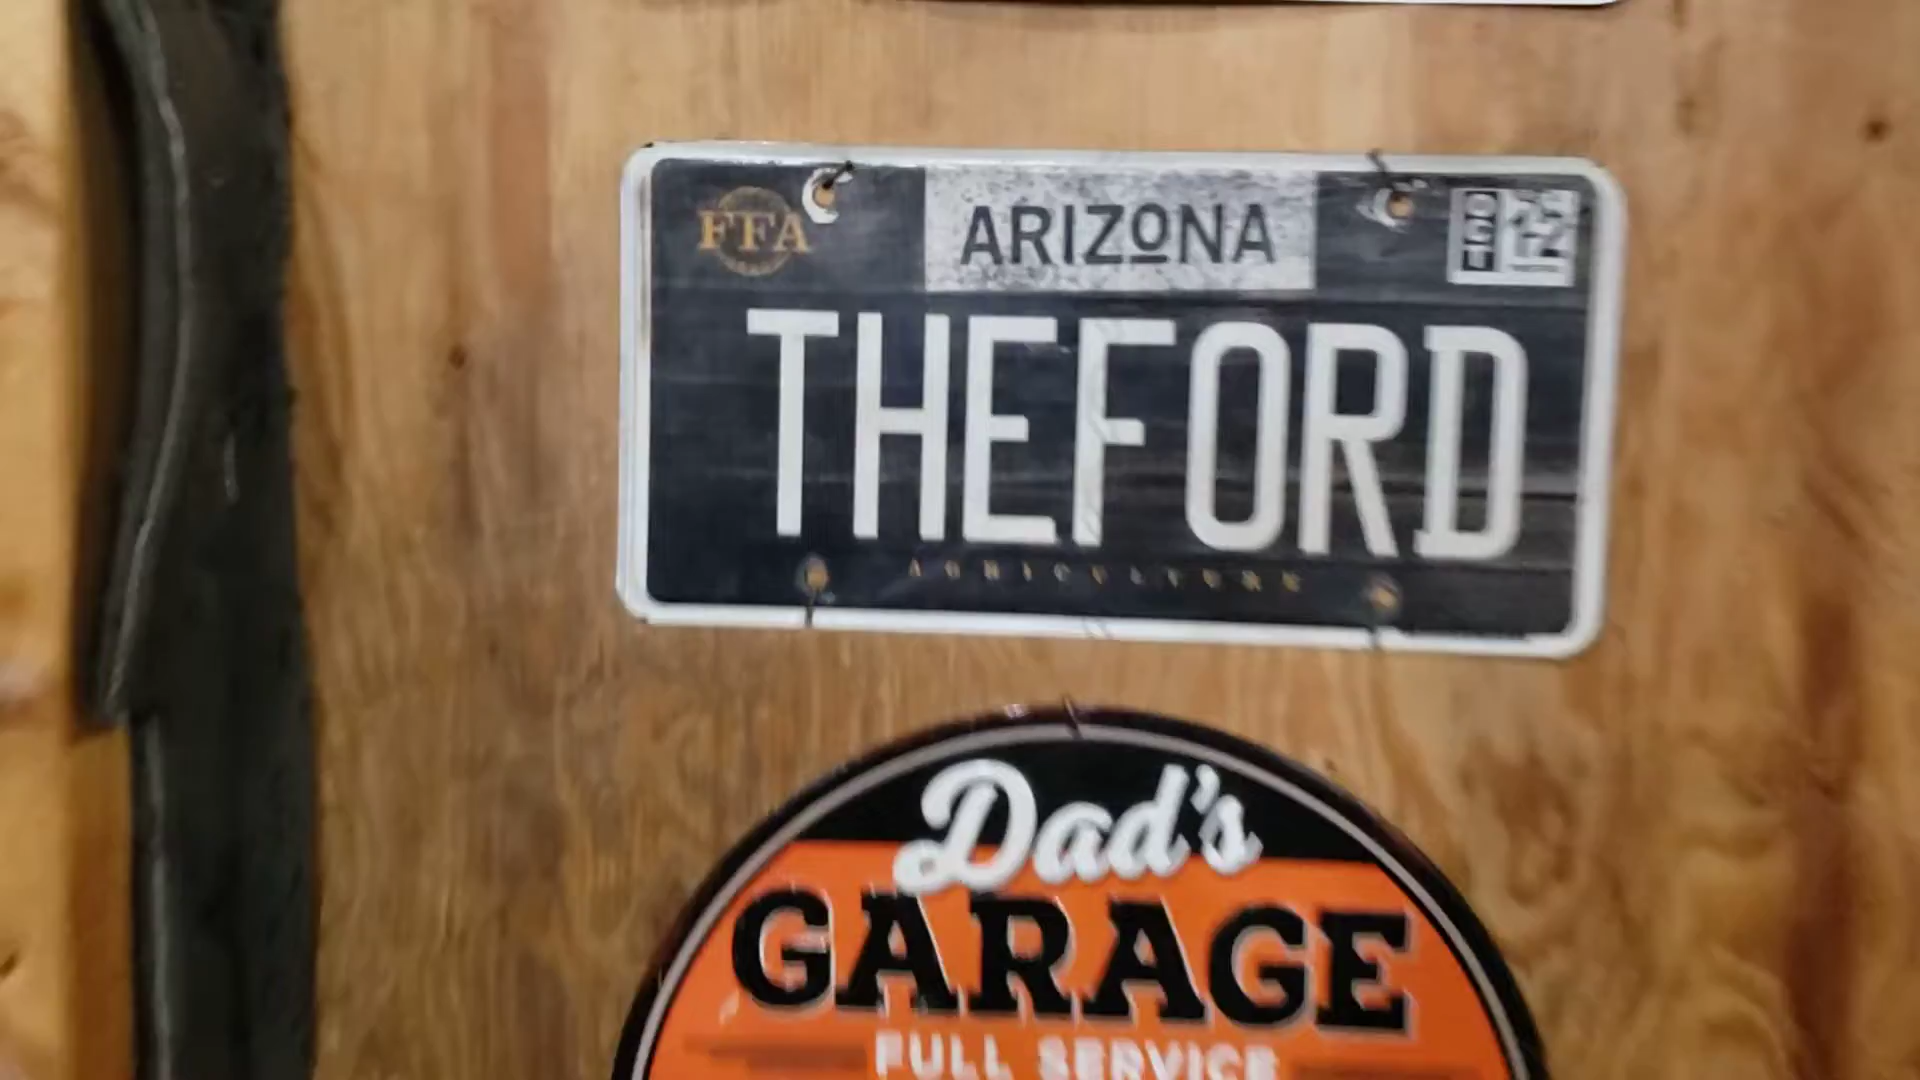 FFA
ARIZONA
THEFORD
AGRICULTURE
Dad's
GARAGE
FULL SERVICE